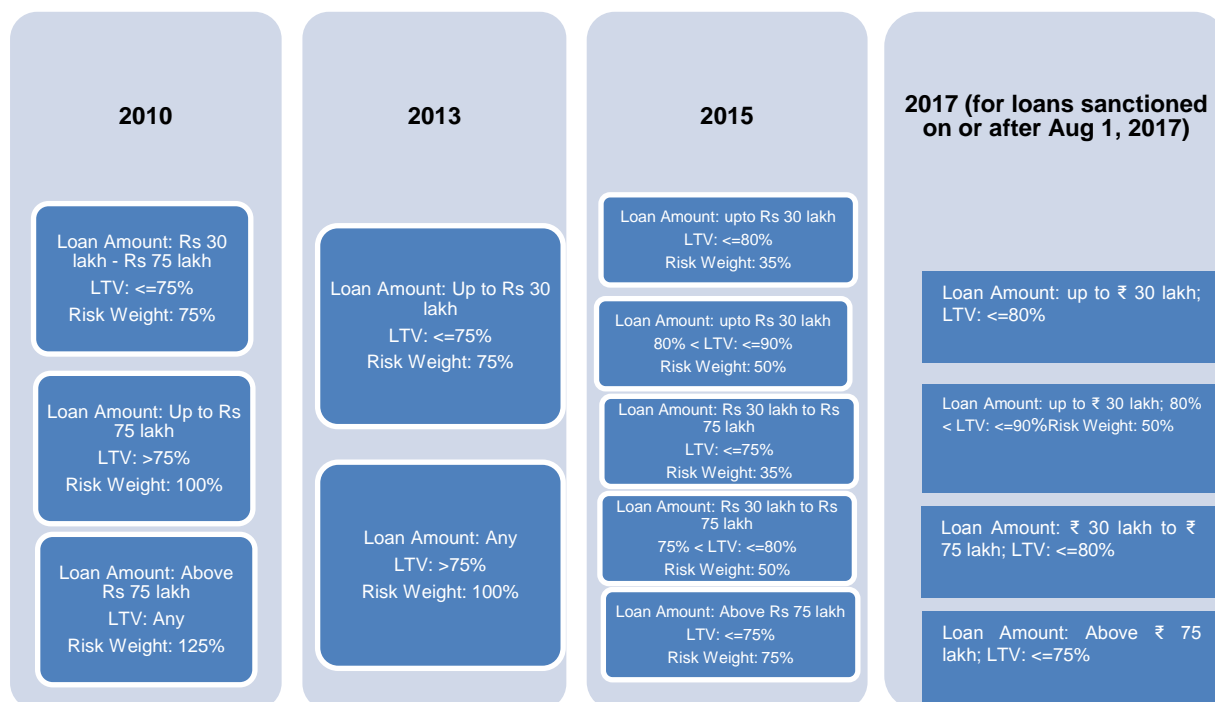 2010
Loan Amount: Rs 30
lakh - Rs 75 lakh
LTV: <=75%
Risk Weight: 75%
Loan Amount: Up to Rs
75 lakh
LTV: >75%
Risk Weight: 100%
Loan Amount: Above
Rs 75 lakh
LTV: Any
Risk Weight: 125%
2013
Loan Amount: Up to Rs 30
lakh
LTV: <=75%
Risk Weight: 75%
Loan Amount: Any
LTV: >75%
Risk Weight: 100%
2015
Loan Amount: upto Rs 30 lakh
LTV: <=80%
Risk Weight: 35%
Loan Amount: upto Rs 30 lakh
80% < LTV: <=90%
Risk Weight: 50%
Loan Amount: Rs 30 lakh to Rs
75 lakh
LTV: <=75%
Risk Weight: 35%
Loan Amount: Rs 30 lakh to Rs
75 lakh
75% < LTV: <=80%
Risk Weight: 50%
Loan Amount: Above Rs 75 lakh
LTV: <=75%
Risk Weight: 75%
2017 (for loans sanctioned
on or after Aug 1, 2017)
Loan Amount: up to ₹ 30 lakh;
LTV: <=80%
Loan Amount: up to ₹ 30 lakh; 80%
< LTV: <=90%Risk Weight: 50%
Loan Amount: ₹ 30 lakh to ₹
75 lakh; LTV: <=80%
Loan Amount: Above ₹ 75
lakh; LTV: <=75%